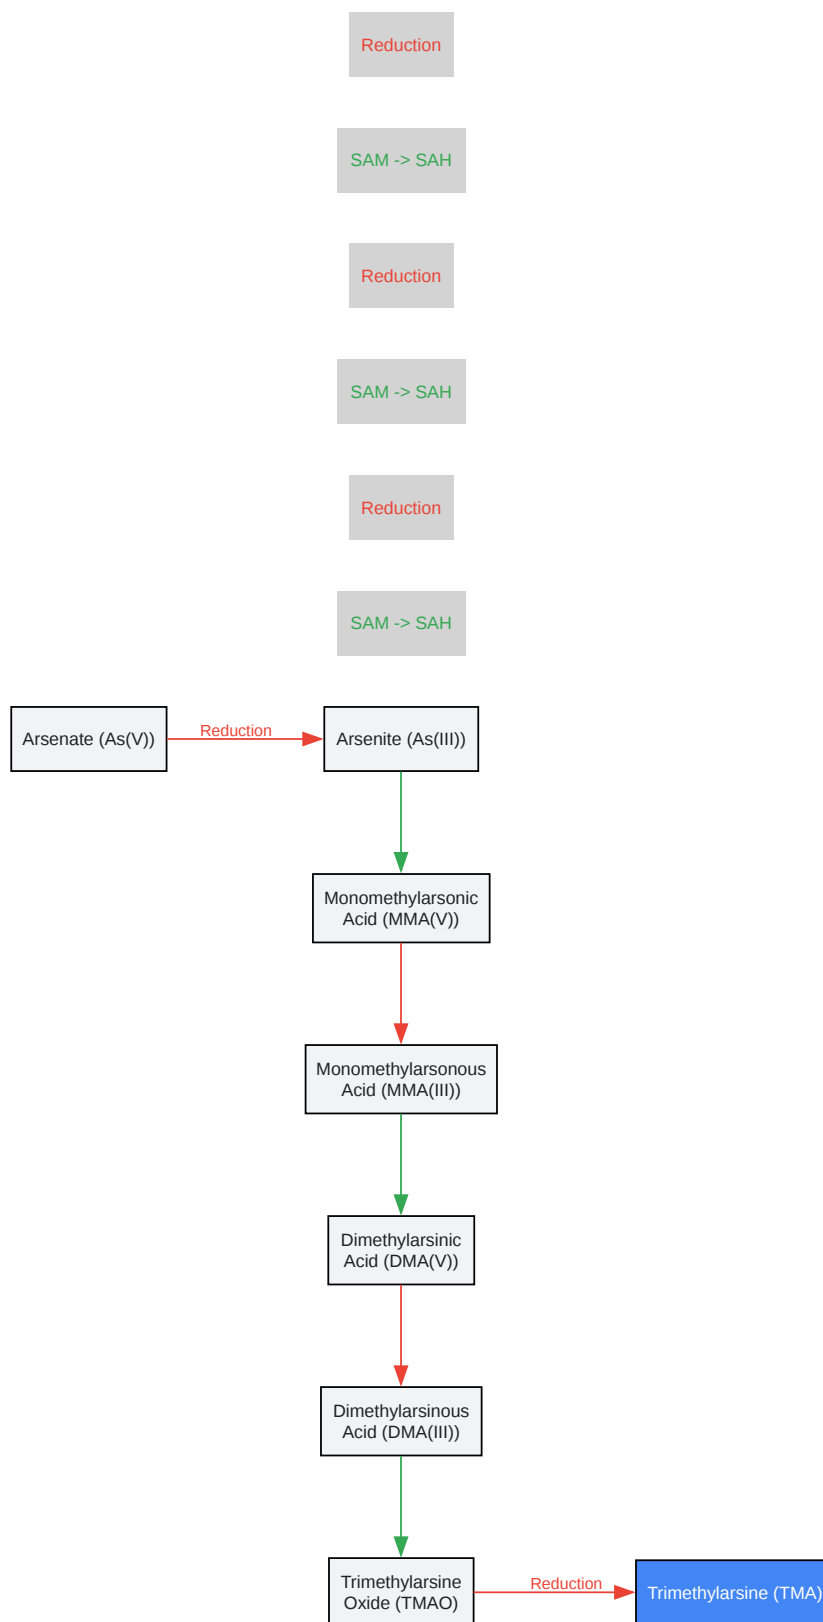 Reduction
SAM -> SAH
Reduction
SAM -> SAH
Reduction
SAM -> SAH
Arsenate (As(V))
Reduction
Arsenite (As(III))
Monomethylarsonic
Acid (MMA(V))
Monomethylarsonous
Acid (MMA(III))
Dimethylarsinic
Acid (DMA(V))
Dimethylarsinous
Acid (DMA(III))
Trimethylarsine
Oxide (TMAO)
Reduction
Trimethylarsine (TMA)